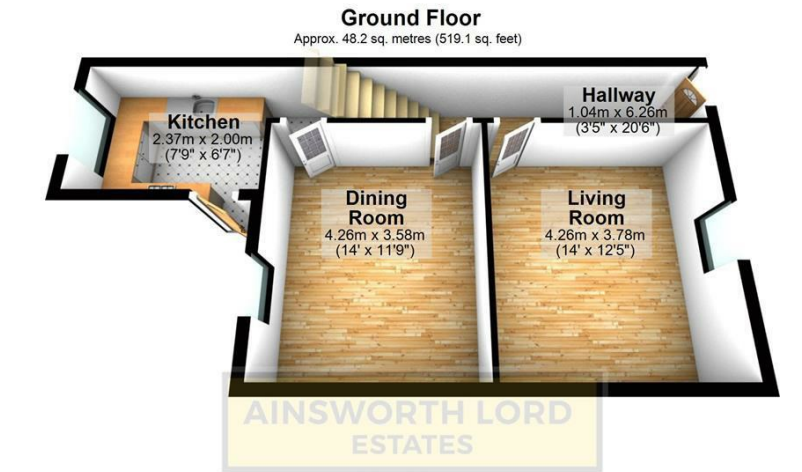 Ground Floor
Approx. 48.2 sq. metres (519.1 sq. feet)
Hallway
1.04m x 6.26m
(3'5" x 20'6")
Kitchen
2.37m x 2.00m
(7'9" x 6'7")
Dining
Room
4.26m x 3.58m
(14' x 11'9")
Living
Room
4.26m x 3.78m
(14' x 12'5")
AINSWORTH LORD
ESTATES